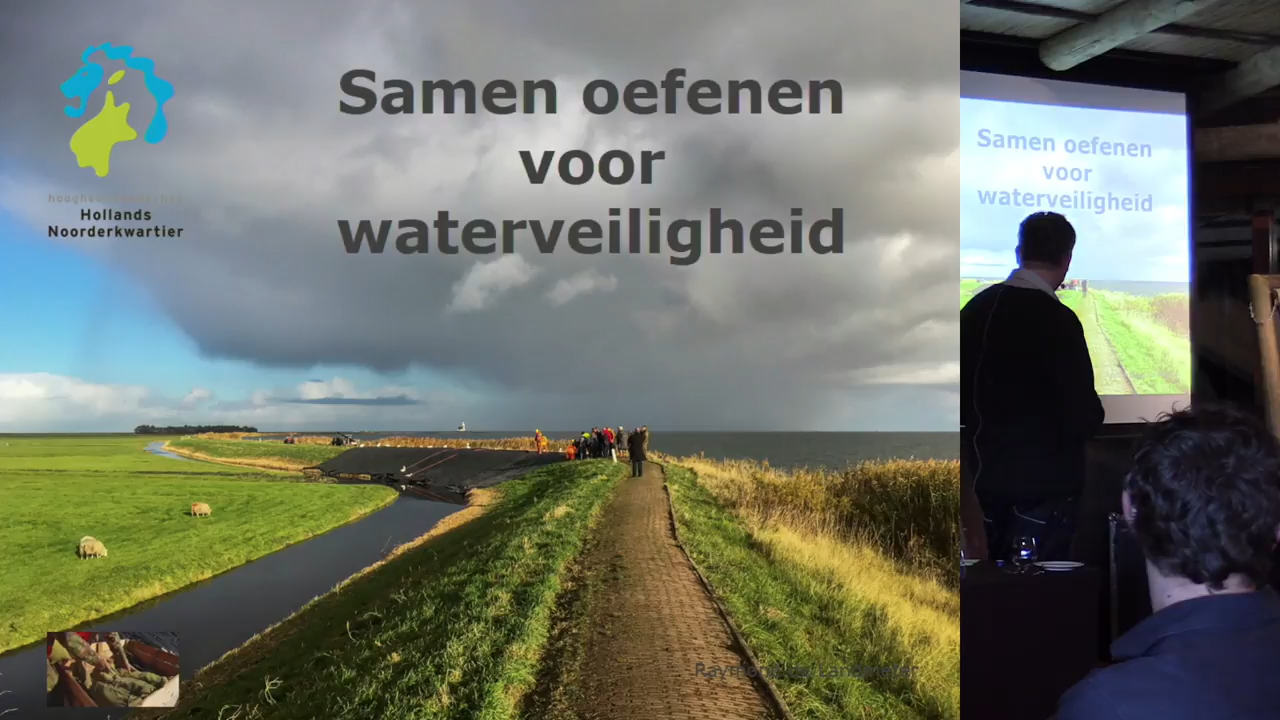 Samen oefenen
voor
waterveiligheid
Hollands
Noorderkwartier
Samen oefenen
voor
waterveiligheid